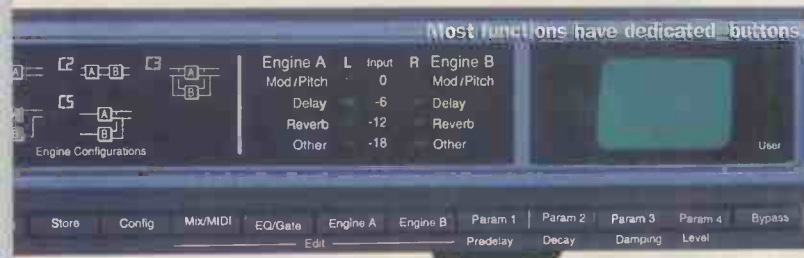 Most functions have dedicated buttons
C2 A B C3 A B
Engine A L Input R Engine B
Mod/Pitch 0 Mod/Pitch
Delay -6 Delay
C5 A B
Reverb -12 Reverb
Other -18 Other
Engine Configurations
User
Store Config Mix/MIDI EQ/Gate Engine A Engine B Param 1 Param 2 Param 3 Param 4 Bypass
Edit Predelay Decay Damping Level